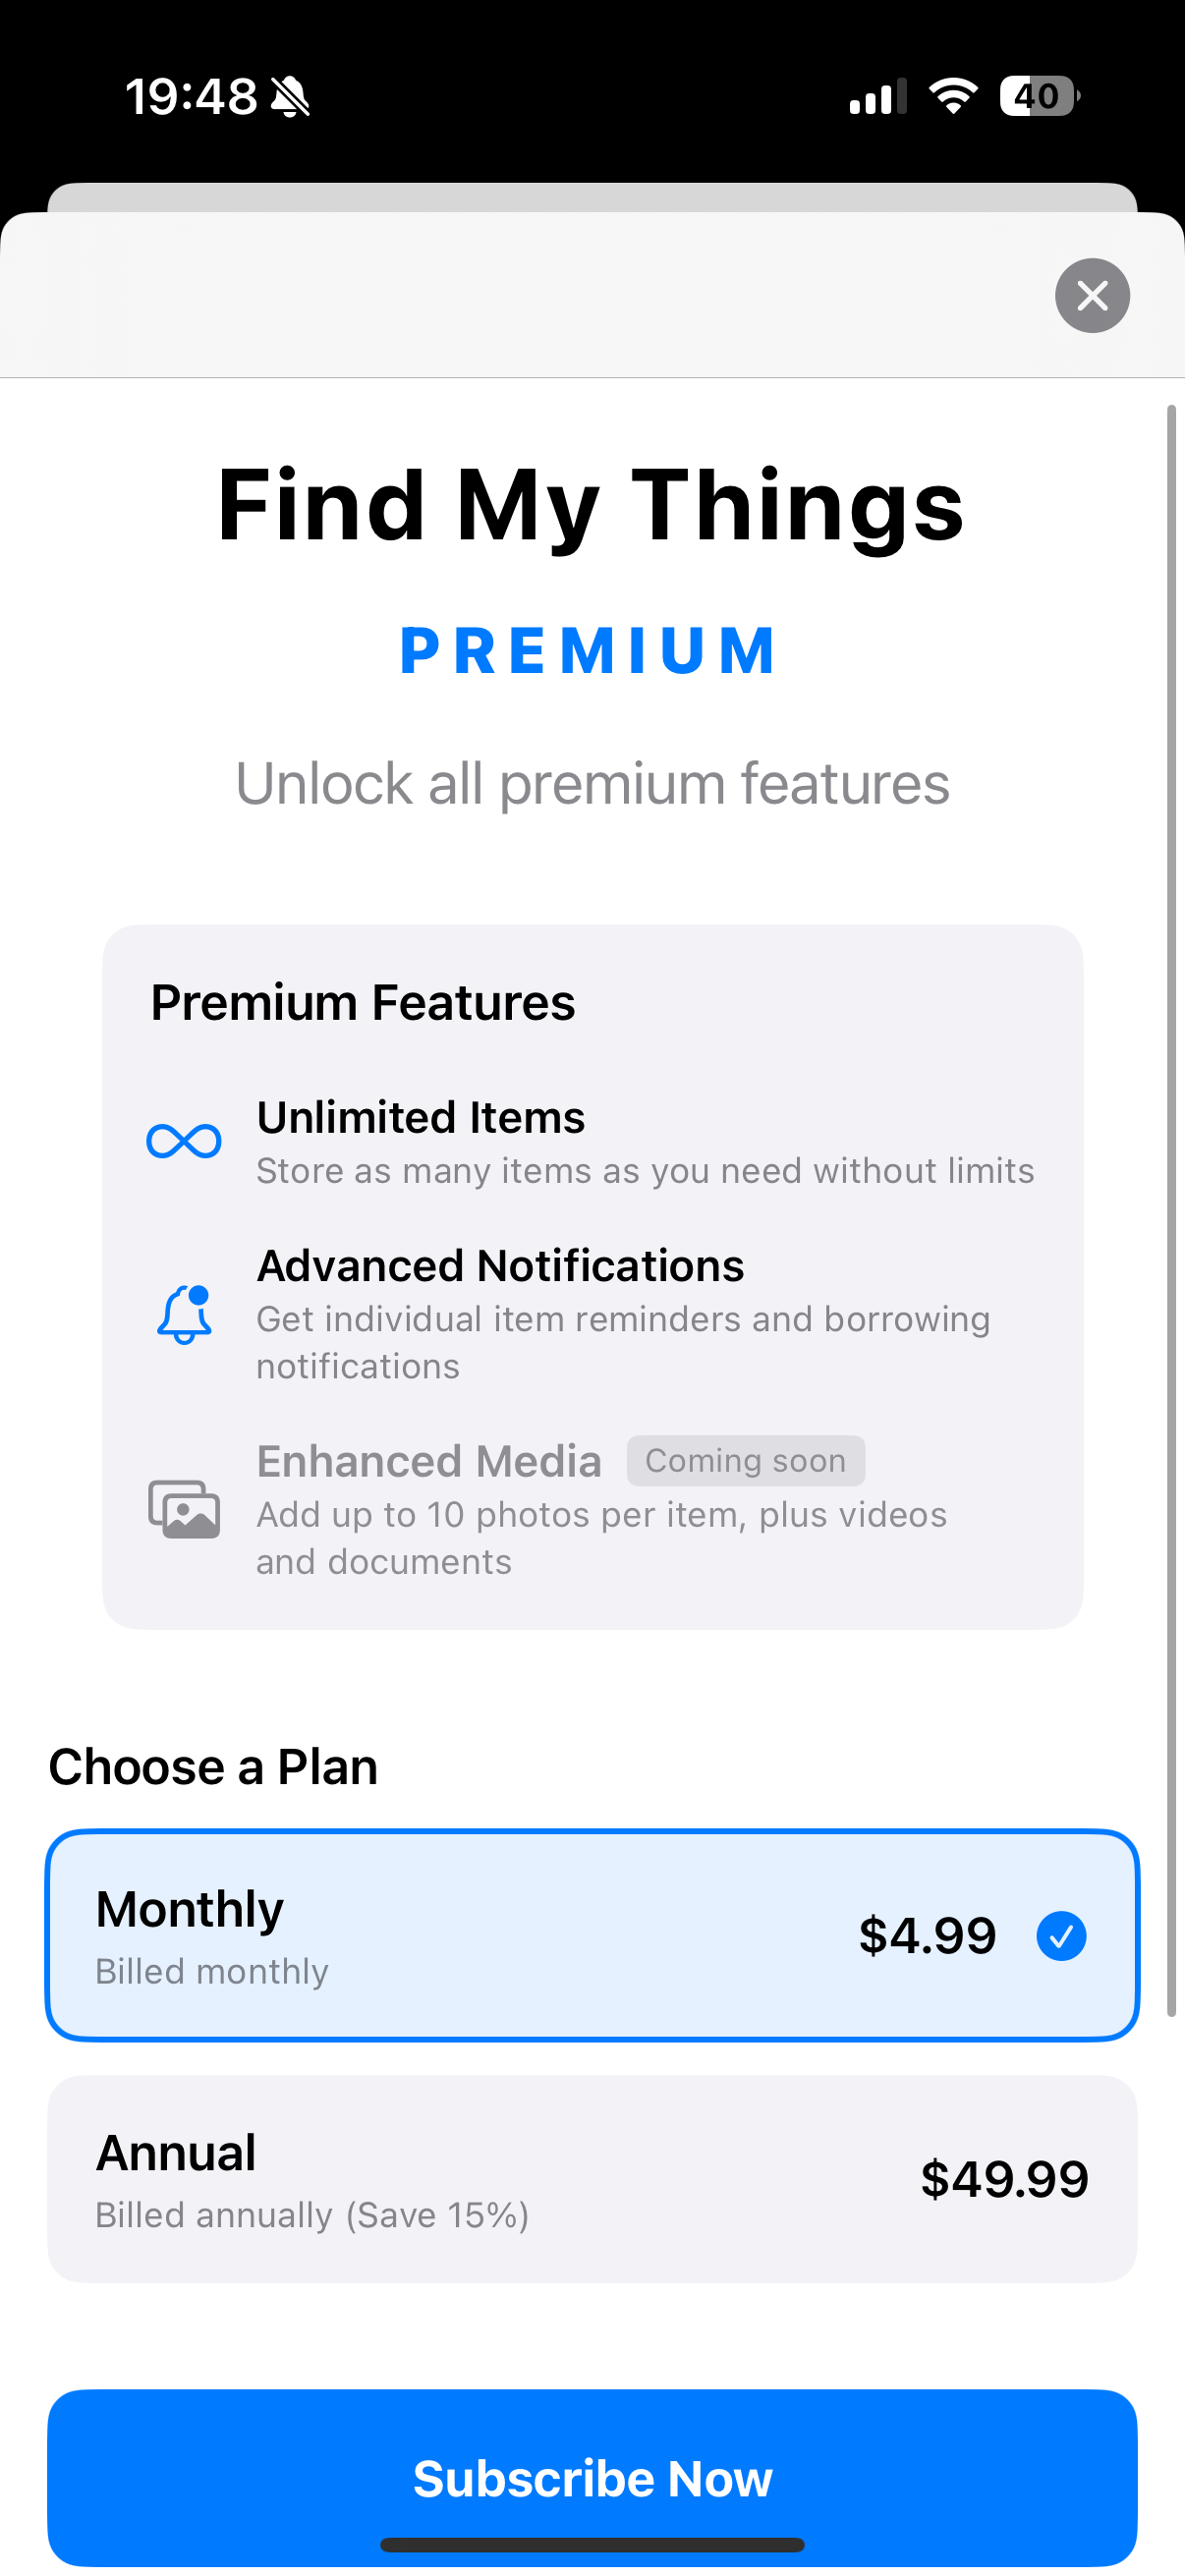 19:48
40
Find My Things
PREMIUM
Unlock all premium features
Premium Features
Unlimited Items
Store as many items as you need without limits
Advanced Notifications
Get individual item reminders and borrowing
notifications
Enhanced Media Coming soon
Add up to 10 photos per item, plus videos
and documents
Choose a Plan
Monthly
$4.99
Billed monthly
Annual
$49.99
Billed annually (Save 15%)
Subscribe Now